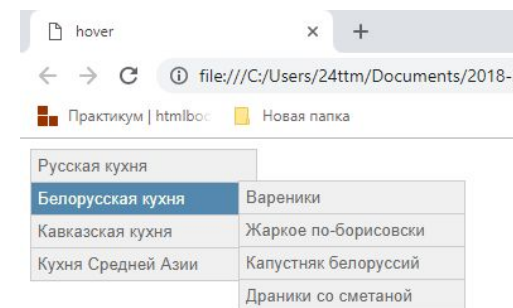 hover
file:///C:/Users/24ttm/Documents/2018-
Практикум | htmlboc
Новая папка
Русская кухня
Белорусская кухня
Вареники
Кавказская кухня
Жаркое по-борисовски
Кухня Средней Азии
Капустняк белоруссий
Драники со сметаной